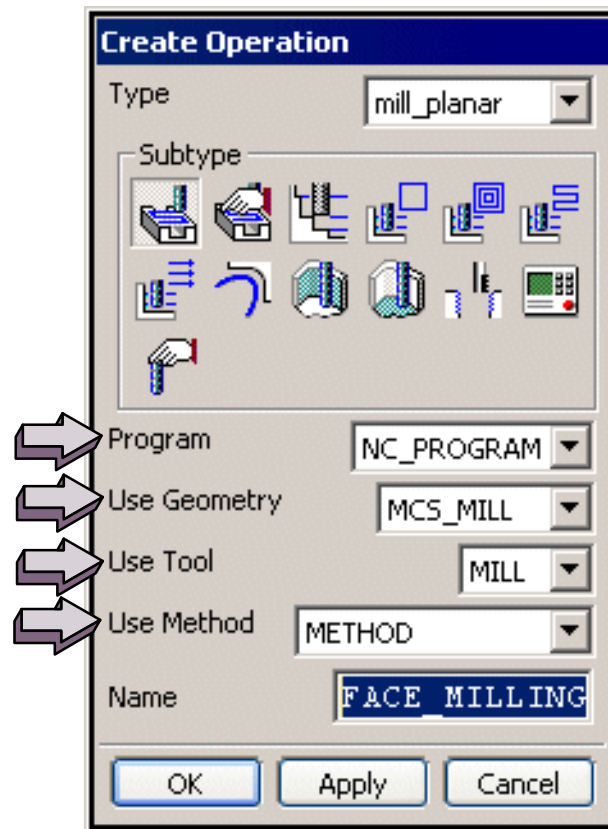 Create Operation
Type mill_planar
Subtype
Program NC_PROGRAM
Use Geometry MCS_MILL
Use Tool MILL
Use Method METHOD
Name FACE_MILLING
OK Apply Cancel